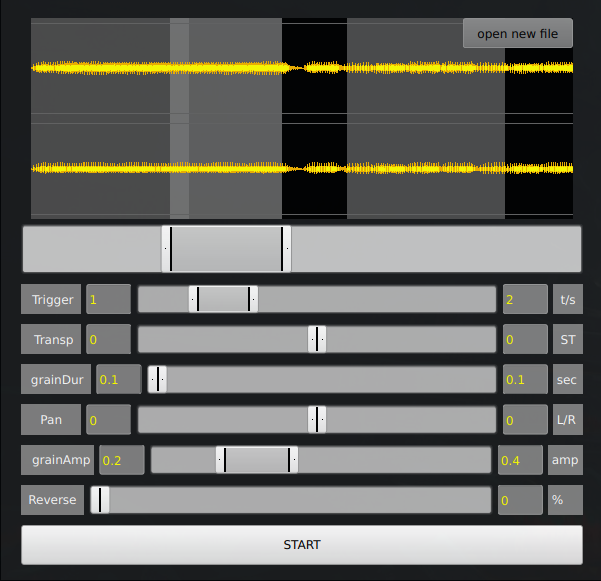 open new file
Trigger 1 2 t/s
Transp 0 0 ST
grainDur 0.1 0.1 sec
Pan 0 0 L/R
grainAmp 0.2 0.4 amp
Reverse 0 %
START